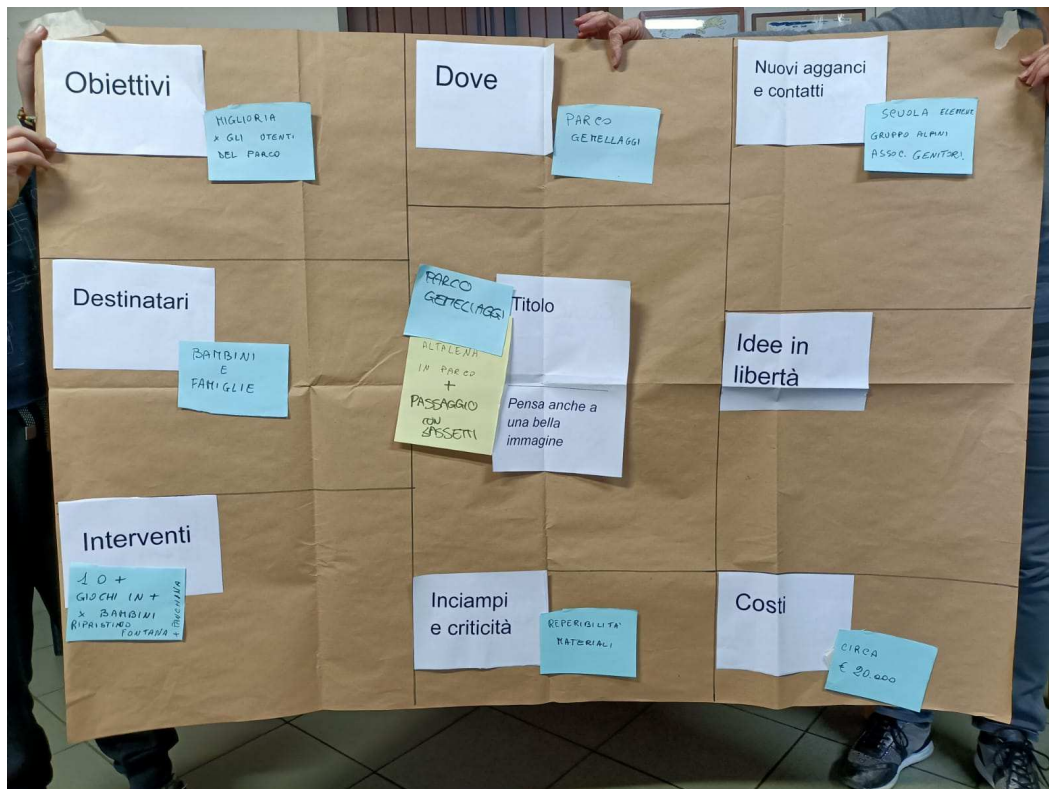 Obiettivi
MIGLIORIA
x GLI UTENTI
DEL PARCO
Dove
PARCO
GEMELLAGGI
Nuovi agganci
e contatti
SCUOLA ELEMENT
GRUPPO ALPINI
ASSOC. GENITORI.
Destinatari
BAMBINI
E
FAMIGLIE
PARCO
GEMELLAGGI
ALTALENA
IN PARCO
+
PASSAGGIO
CON
SASSETTI
Titolo
Pensa anche a
una bella
immagine
Idee in
libertà
Interventi
1 O +
GIOCHI IN +
x BAMBINI
RIPRISTINO
FONTANA +
Inciampi
e criticità
REPERIBILITA'
MATERIALI
Costi
CIRCA
€ 20.000